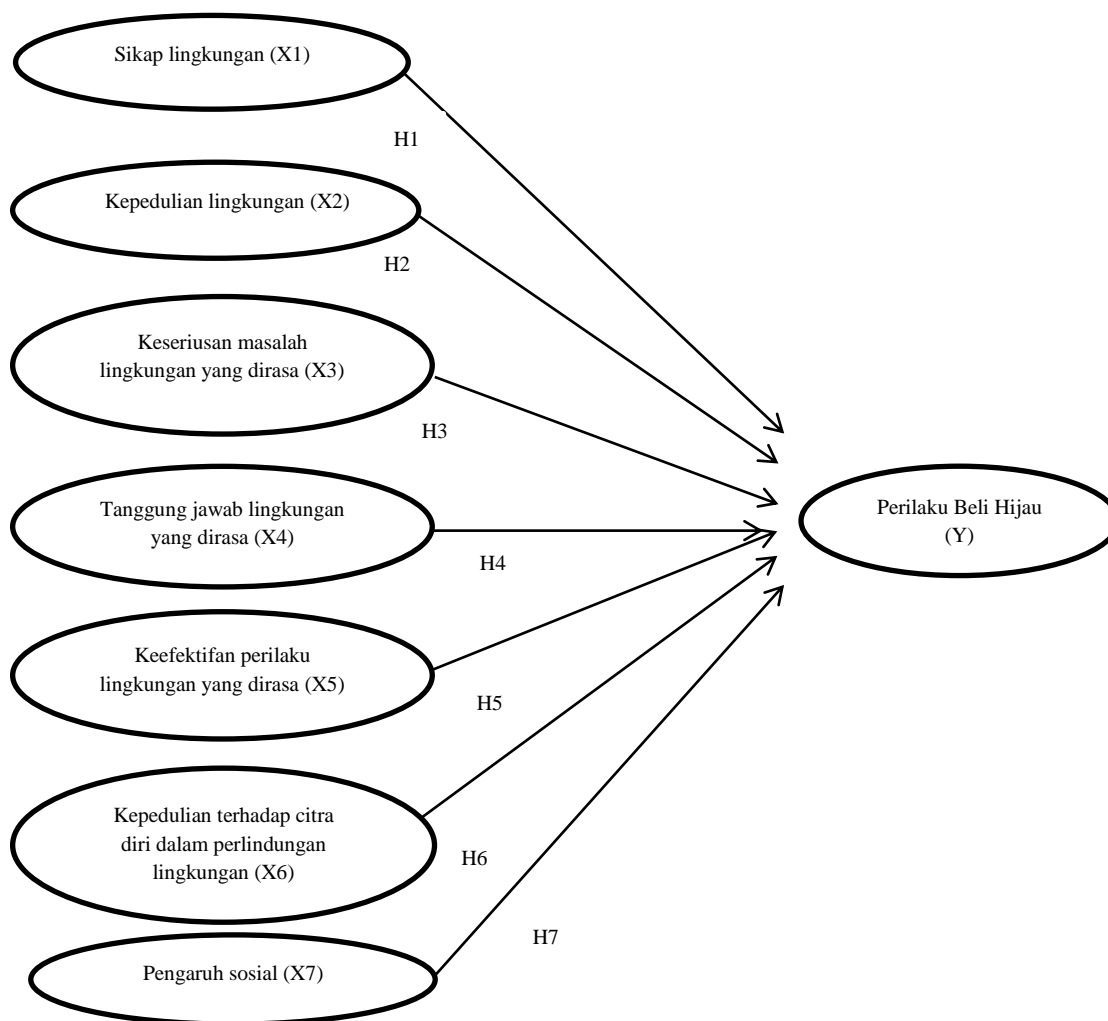 Sikap lingkungan (X1)
H1
Kepedulian lingkungan (X2)
H2
Keseriusan masalah
lingkungan yang dirasa (X3)
H3
Tanggung jawab lingkungan
yang dirasa (X4)
H4
Perilaku Beli Hijau
(Y)
Keefektifan perilaku
lingkungan yang dirasa (X5)
H5
Kepedulian terhadap citra
diri dalam perlindungan
lingkungan (X6)
H6
Pengaruh sosial (X7)
H7